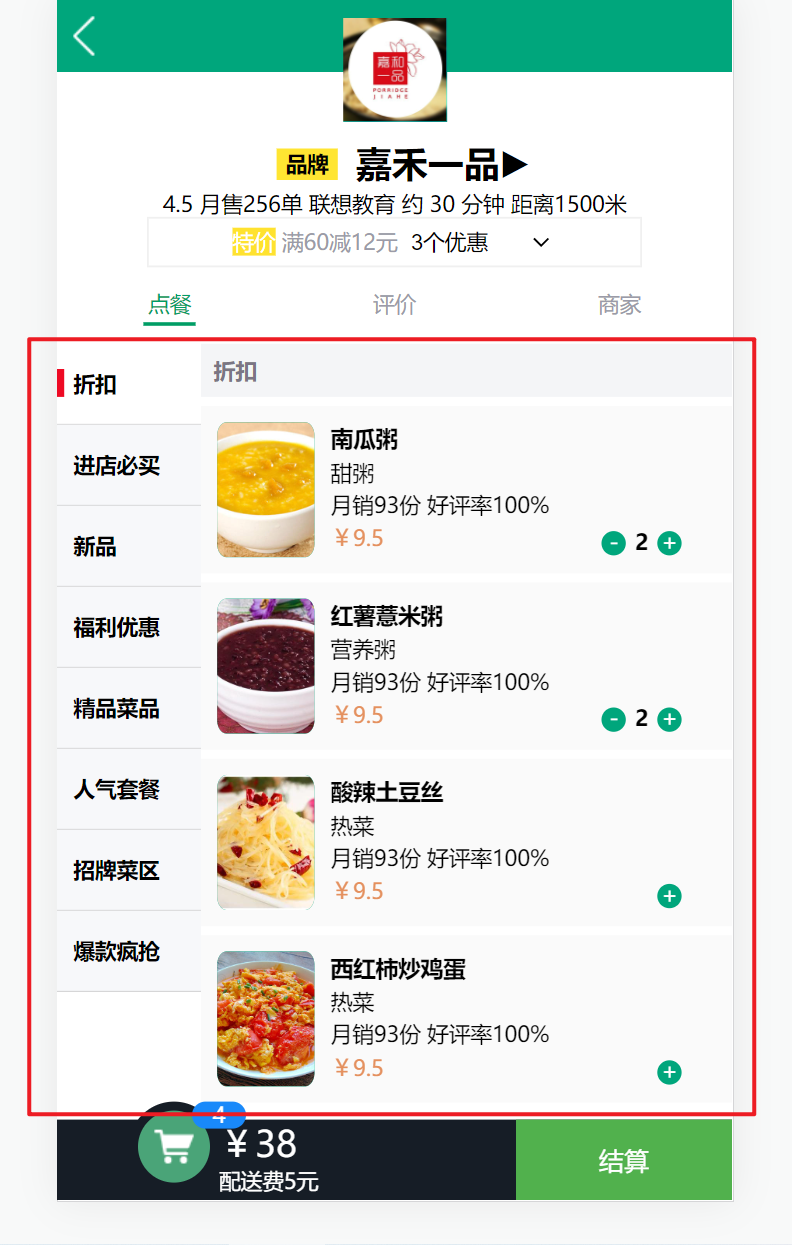 嘉和
一品
PORRIDGE
JIAHE
品牌 嘉禾一品▶
4.5 月售256单 联想教育 约 30 分钟 距离1500米
特价 满60减12元 3个优惠
点餐 评价 商家
折扣
进店必买
新品
福利优惠
精品菜品
人气套餐
招牌菜区
爆款疯抢
折扣
南瓜粥
甜粥
月销93份 好评率100%
￥9.5
- 2 +
红薯薏米粥
营养粥
月销93份 好评率100%
￥9.5
- 2 +
酸辣土豆丝
热菜
月销93份 好评率100%
￥9.5
+
西红柿炒鸡蛋
热菜
月销93份 好评率100%
￥9.5
+
4
￥38
配送费5元
结算